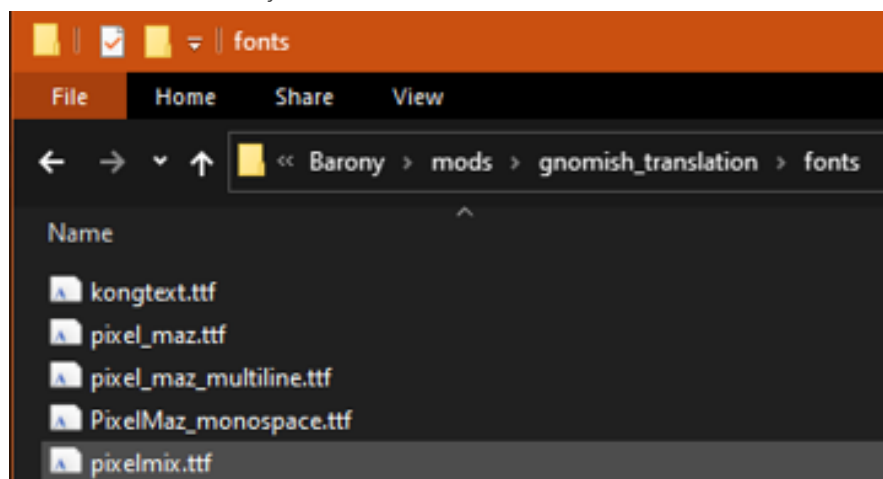 fonts
File Home Share View
« Barony > mods > gnomish_translation > fonts
Name
kongtext.ttf
pixel_maz.ttf
pixel_maz_multiline.ttf
PixelMaz_monospace.ttf
pixelmix.ttf